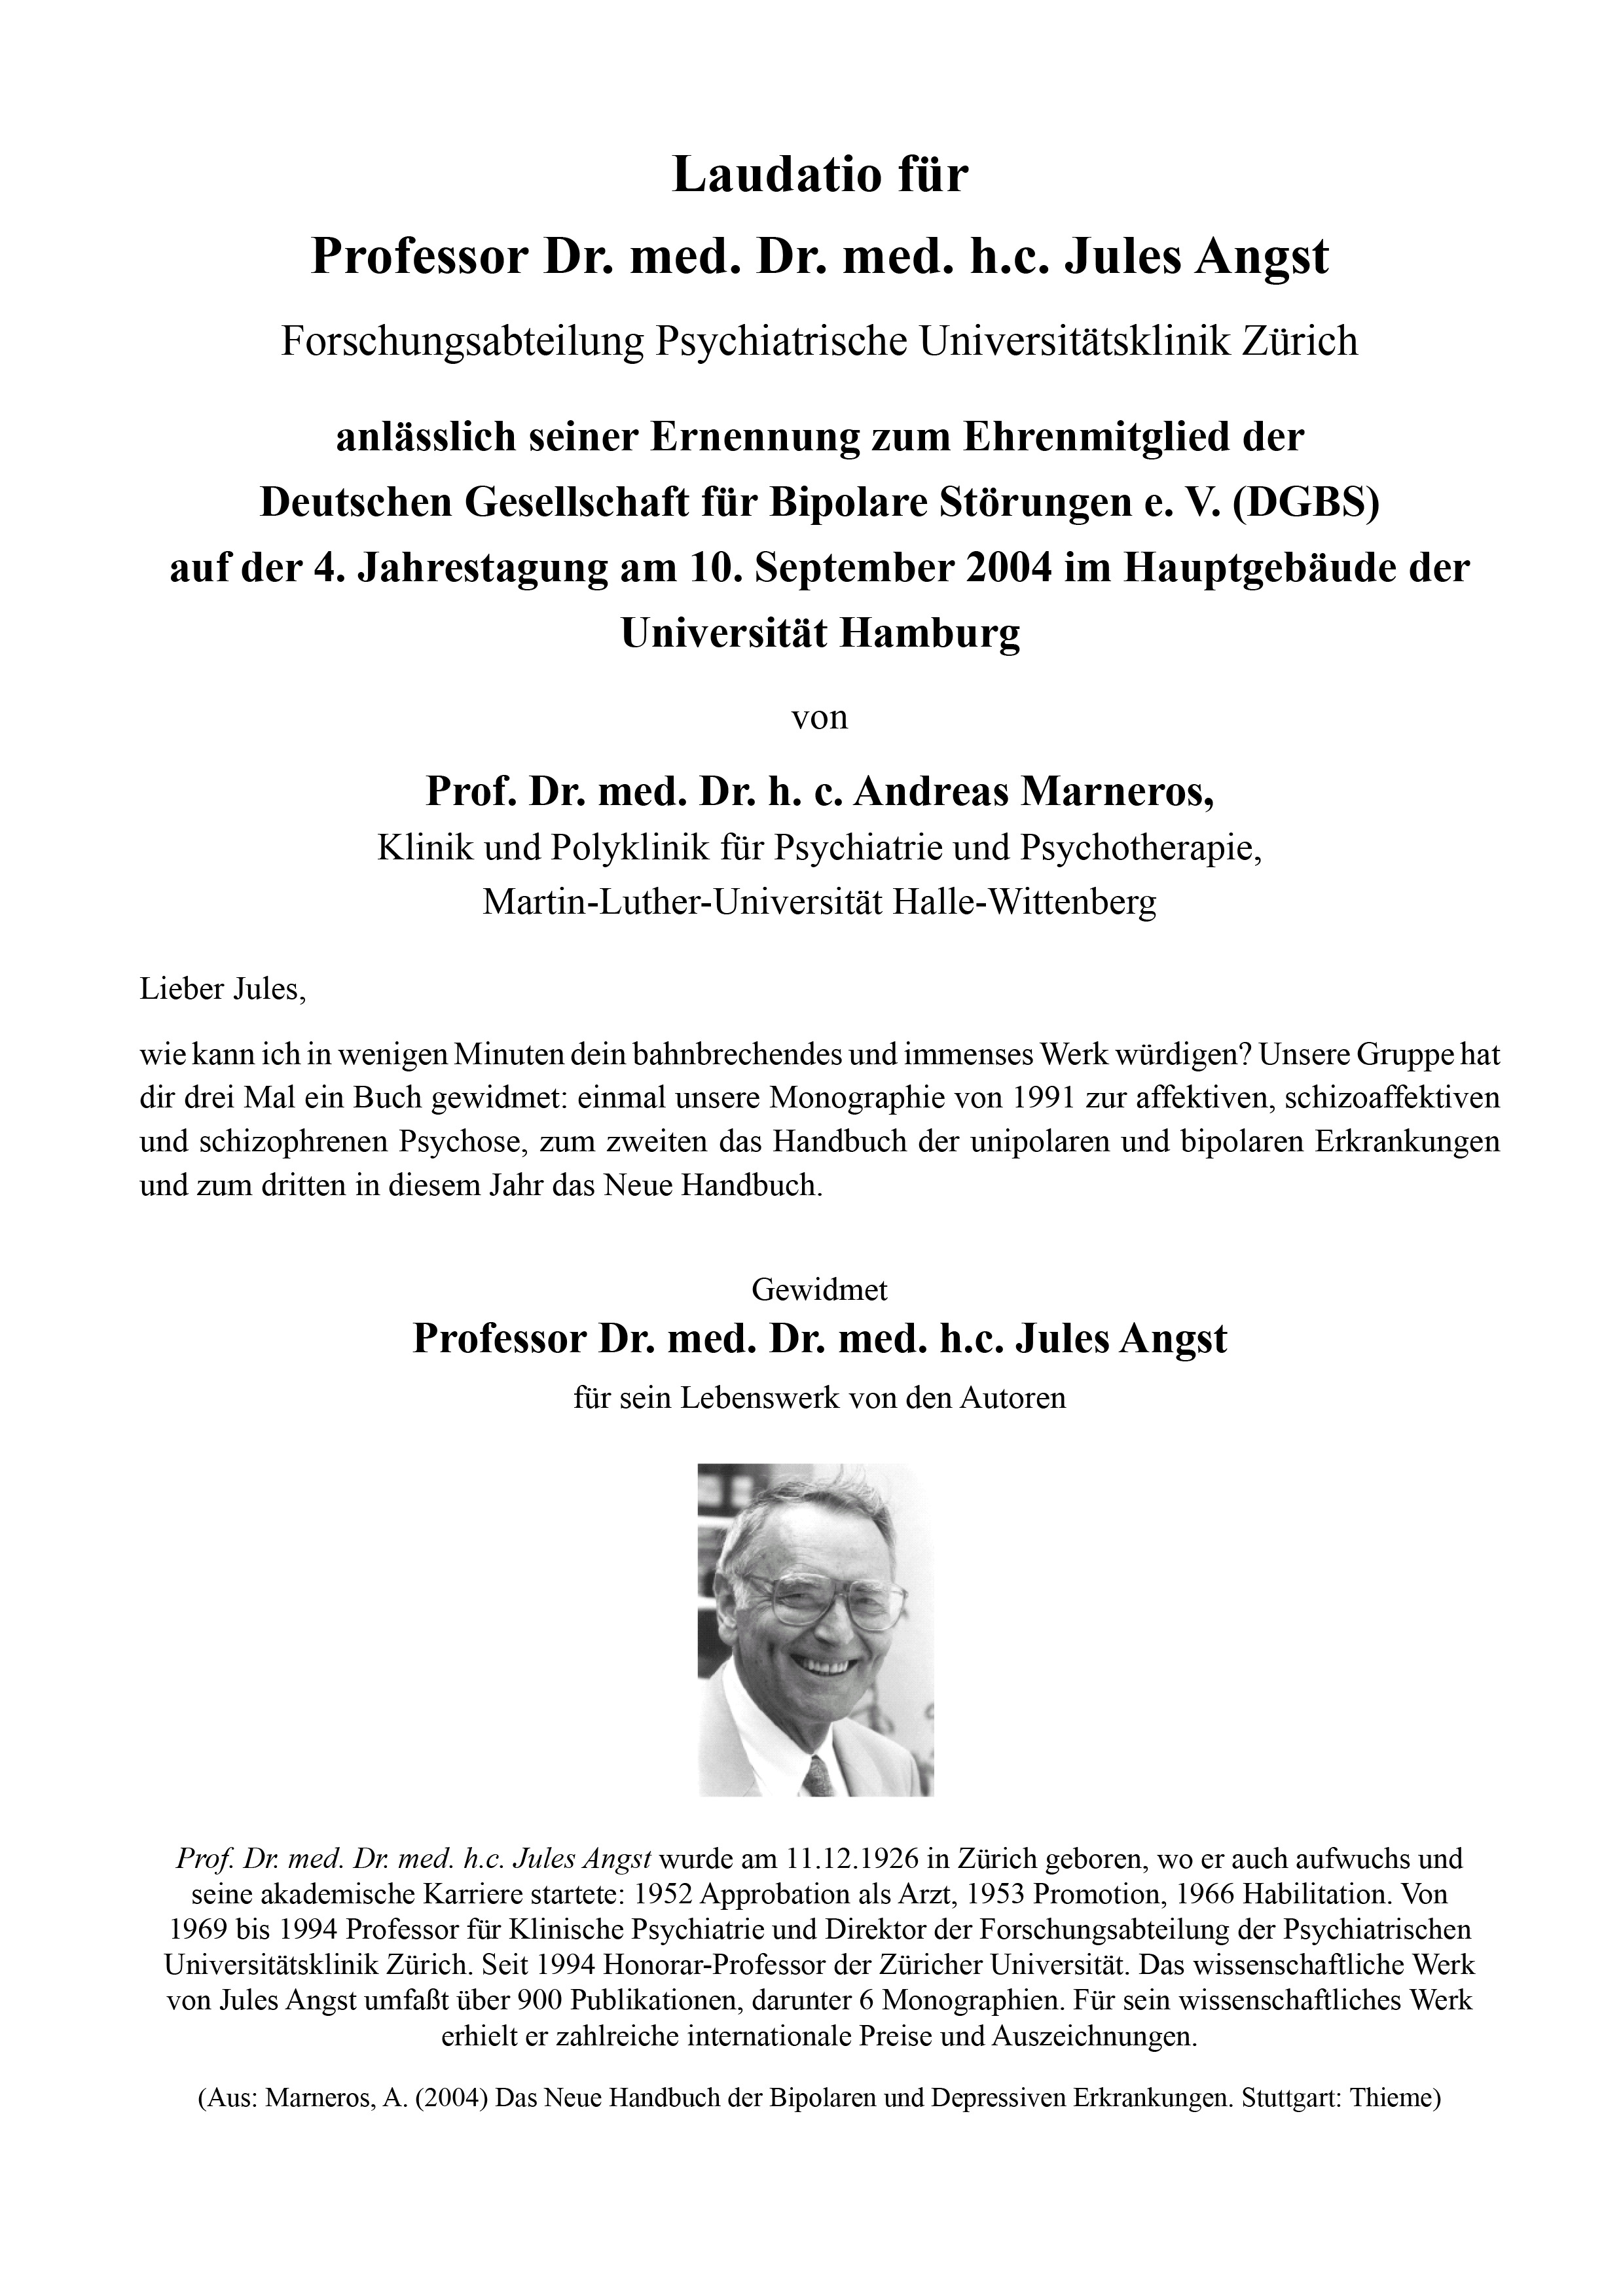 Laudatio für
Professor Dr. med. Dr. med. h.c. Jules Angst
Forschungsabteilung Psychiatrische Universitätsklinik Zürich
anlässlich seiner Ernennung zum Ehrenmitglied der
Deutschen Gesellschaft für Bipolare Störungen e. V. (DGBS)
auf der 4. Jahrestagung am 10. September 2004 im Hauptgebäude der
Universität Hamburg
von
Prof. Dr. med. Dr. h. c. Andreas Marneros,
Klinik und Polyklinik für Psychiatrie und Psychotherapie,
Martin-Luther-Universität Halle-Wittenberg
Lieber Jules,
wie kann ich in wenigen Minuten dein bahnbrechendes und immenses Werk würdigen? Unsere Gruppe hat
dir drei Mal ein Buch gewidmet: einmal unsere Monographie von 1991 zur affektiven, schizoaffektiven
und schizophrenen Psychose, zum zweiten das Handbuch der unipolaren und bipolaren Erkrankungen
und zum dritten in diesem Jahr das Neue Handbuch.
Gewidmet
Professor Dr. med. Dr. med. h.c. Jules Angst
für sein Lebenswerk von den Autoren
Prof. Dr. med. Dr. med. h.c. Jules Angst wurde am 11.12.1926 in Zürich geboren, wo er auch aufwuchs und
seine akademische Karriere startete: 1952 Approbation als Arzt, 1953 Promotion, 1966 Habilitation. Von
1969 bis 1994 Professor für Klinische Psychiatrie und Direktor der Forschungsabteilung der Psychiatrischen
Universitätsklinik Zürich. Seit 1994 Honorar-Professor der Züricher Universität. Das wissenschaftliche Werk
von Jules Angst umfaßt über 900 Publikationen, darunter 6 Monographien. Für sein wissenschaftliches Werk
erhielt er zahlreiche internationale Preise und Auszeichnungen.
(Aus: Marneros, A. (2004) Das Neue Handbuch der Bipolaren und Depressiven Erkrankungen. Stuttgart: Thieme)